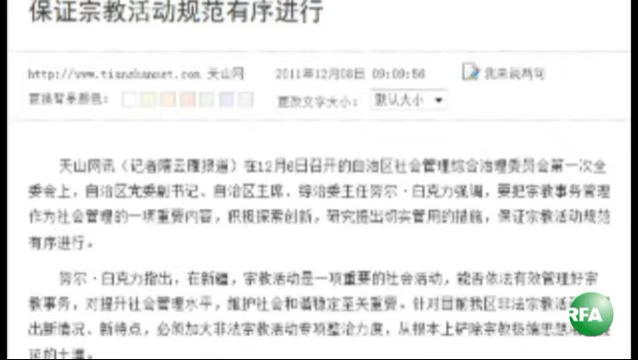 保证宗教活动规范有序进行
http://www.tianshannet.com 天山网 2011年12月08日 09:09:56 我来说两句
更换背景颜色： 更改文字大小： 默认大小
天山网讯（记者隋云雁报道）在12月6日召开的自治区社会管理综合治理委员会第一次全
委会上，自治区党委副书记、自治区主席、综治委主任努尔·白克力强调，要把宗教事务管理
作为社会管理的一项重要内容，积极探索创新，研究提出切实管用的措施，保证宗教活动规范
有序进行。
努尔·白克力指出，在新疆，宗教活动是一项重要的社会活动，能否依法有效管理好宗
教事务，对提升社会管理水平，维护社会和谐稳定至关重要。针对目前我区非法宗教活
出新情况、新特点，必须加大非法宗教活动专项整治力度，从根本上铲除宗教极端思想
延的土壤。
RFA